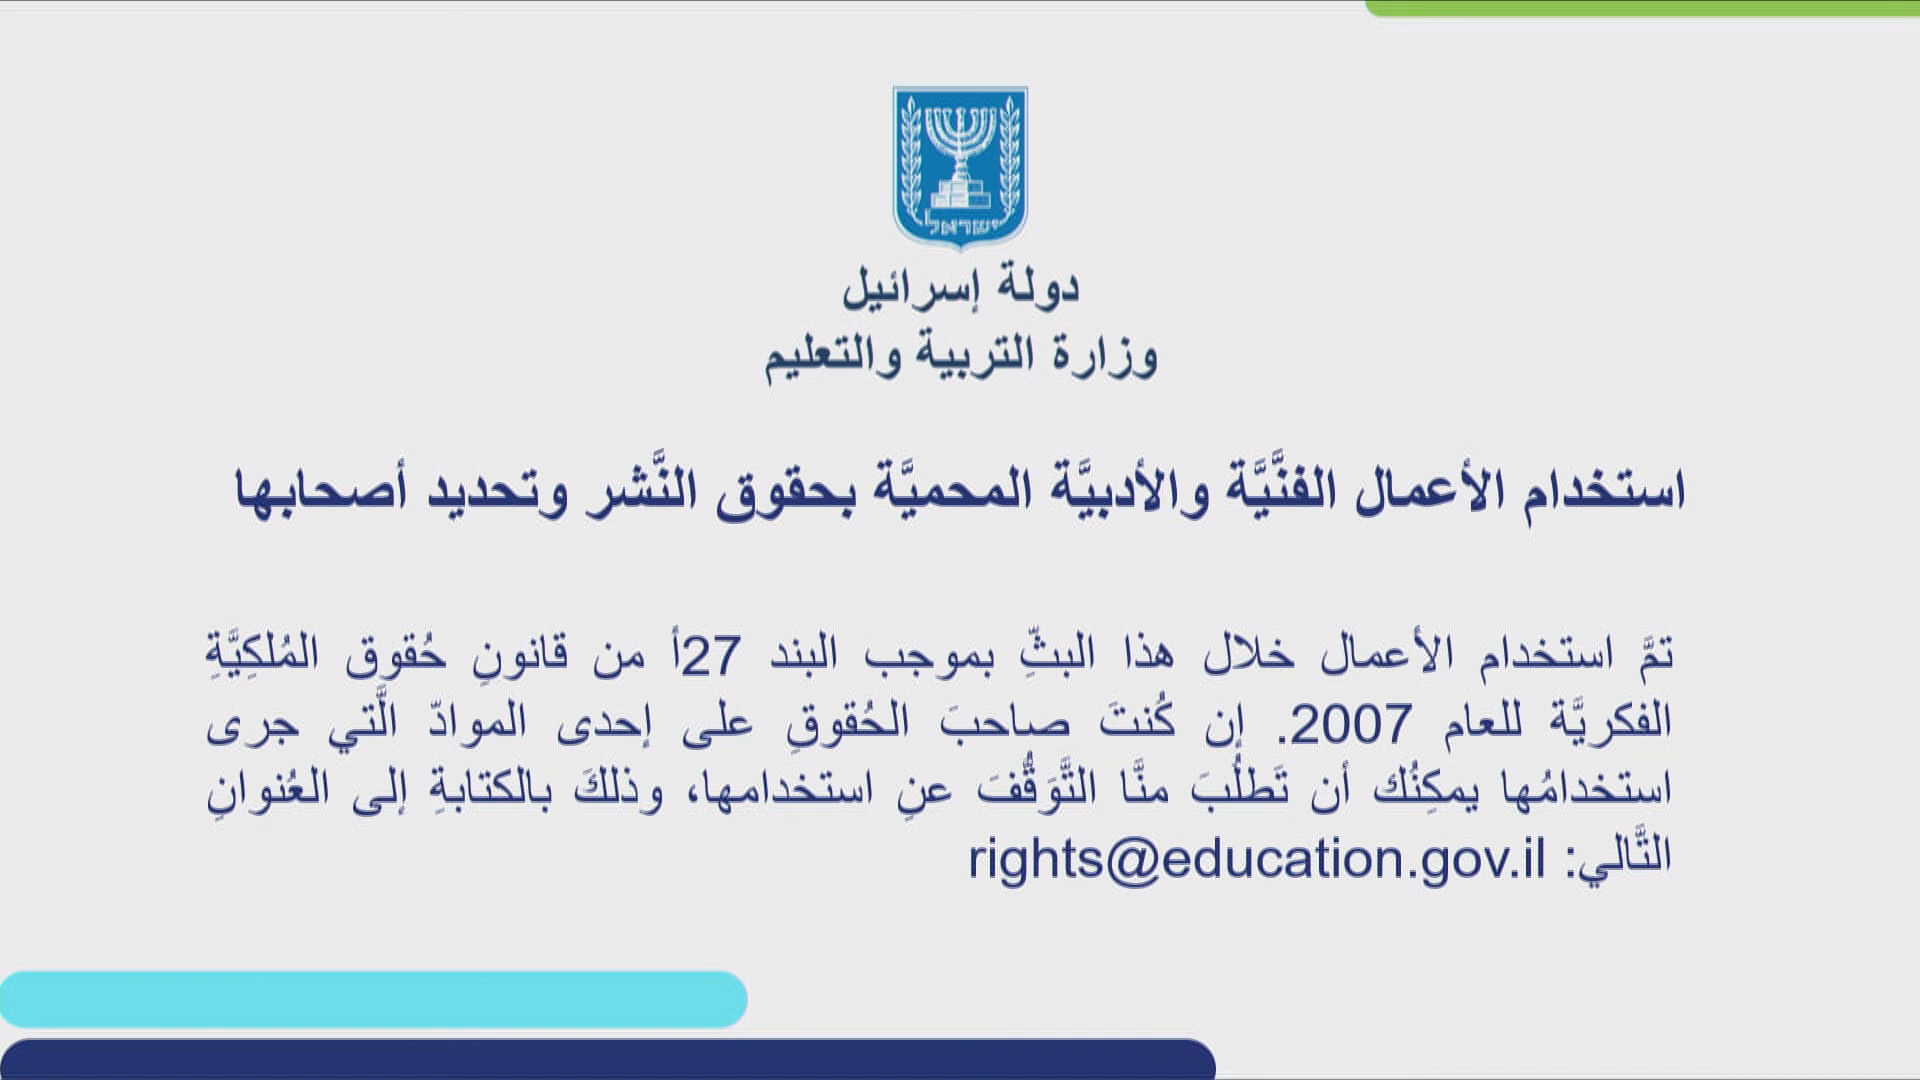 ישראל
دولة إسرائيل
وزارة التربية والتعليم
استخدام الأعمال الفنَّيَّة والأدبيَّة المحميَّة بحقوق النَّشر وتحديد أصحابها
تمَّ استخدام الأعمال خلال هذا البثِّ بموجب البند 27أ من قانونِ حُقوق المُلكِيَّةِ
الفكريَّة للعام 2007. إن كُنتَ صاحبَ الحُقوقِ على إحدى الموادّ الَّتي جرى
استخدامُها يمكِنُك أن تَطلُبَ منَّا التَّوَقُّفَ عنِ استخدامها، وذلكَ بالكتابةِ إلى العُنوانِ
التَّالي: rights@education.gov.il